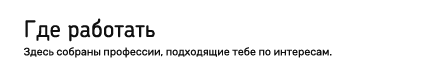 Где работать
Здесь собраны профессии, подходящие тебе по интересам.